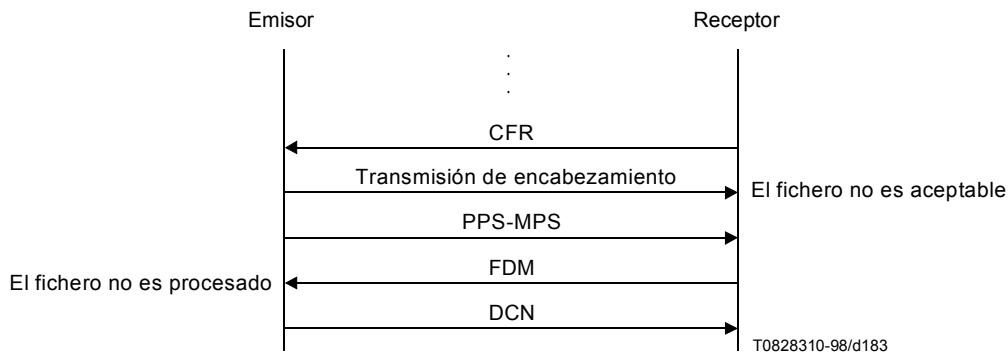 Emisor Receptor
.
.
.
CFR
Transmisión de encabezamiento
El fichero no es aceptable
PPS-MPS
FDM
El fichero no es procesado
DCN
T0828310-98/d183